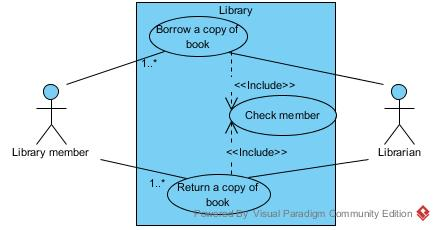 Library
Borrow a copy of
book
1..*
<<Include>>
Check member
Library member
Librarian
<<Include>>
1..*
Return a copy of
book
Powered By Visual Paradigm Community Edition